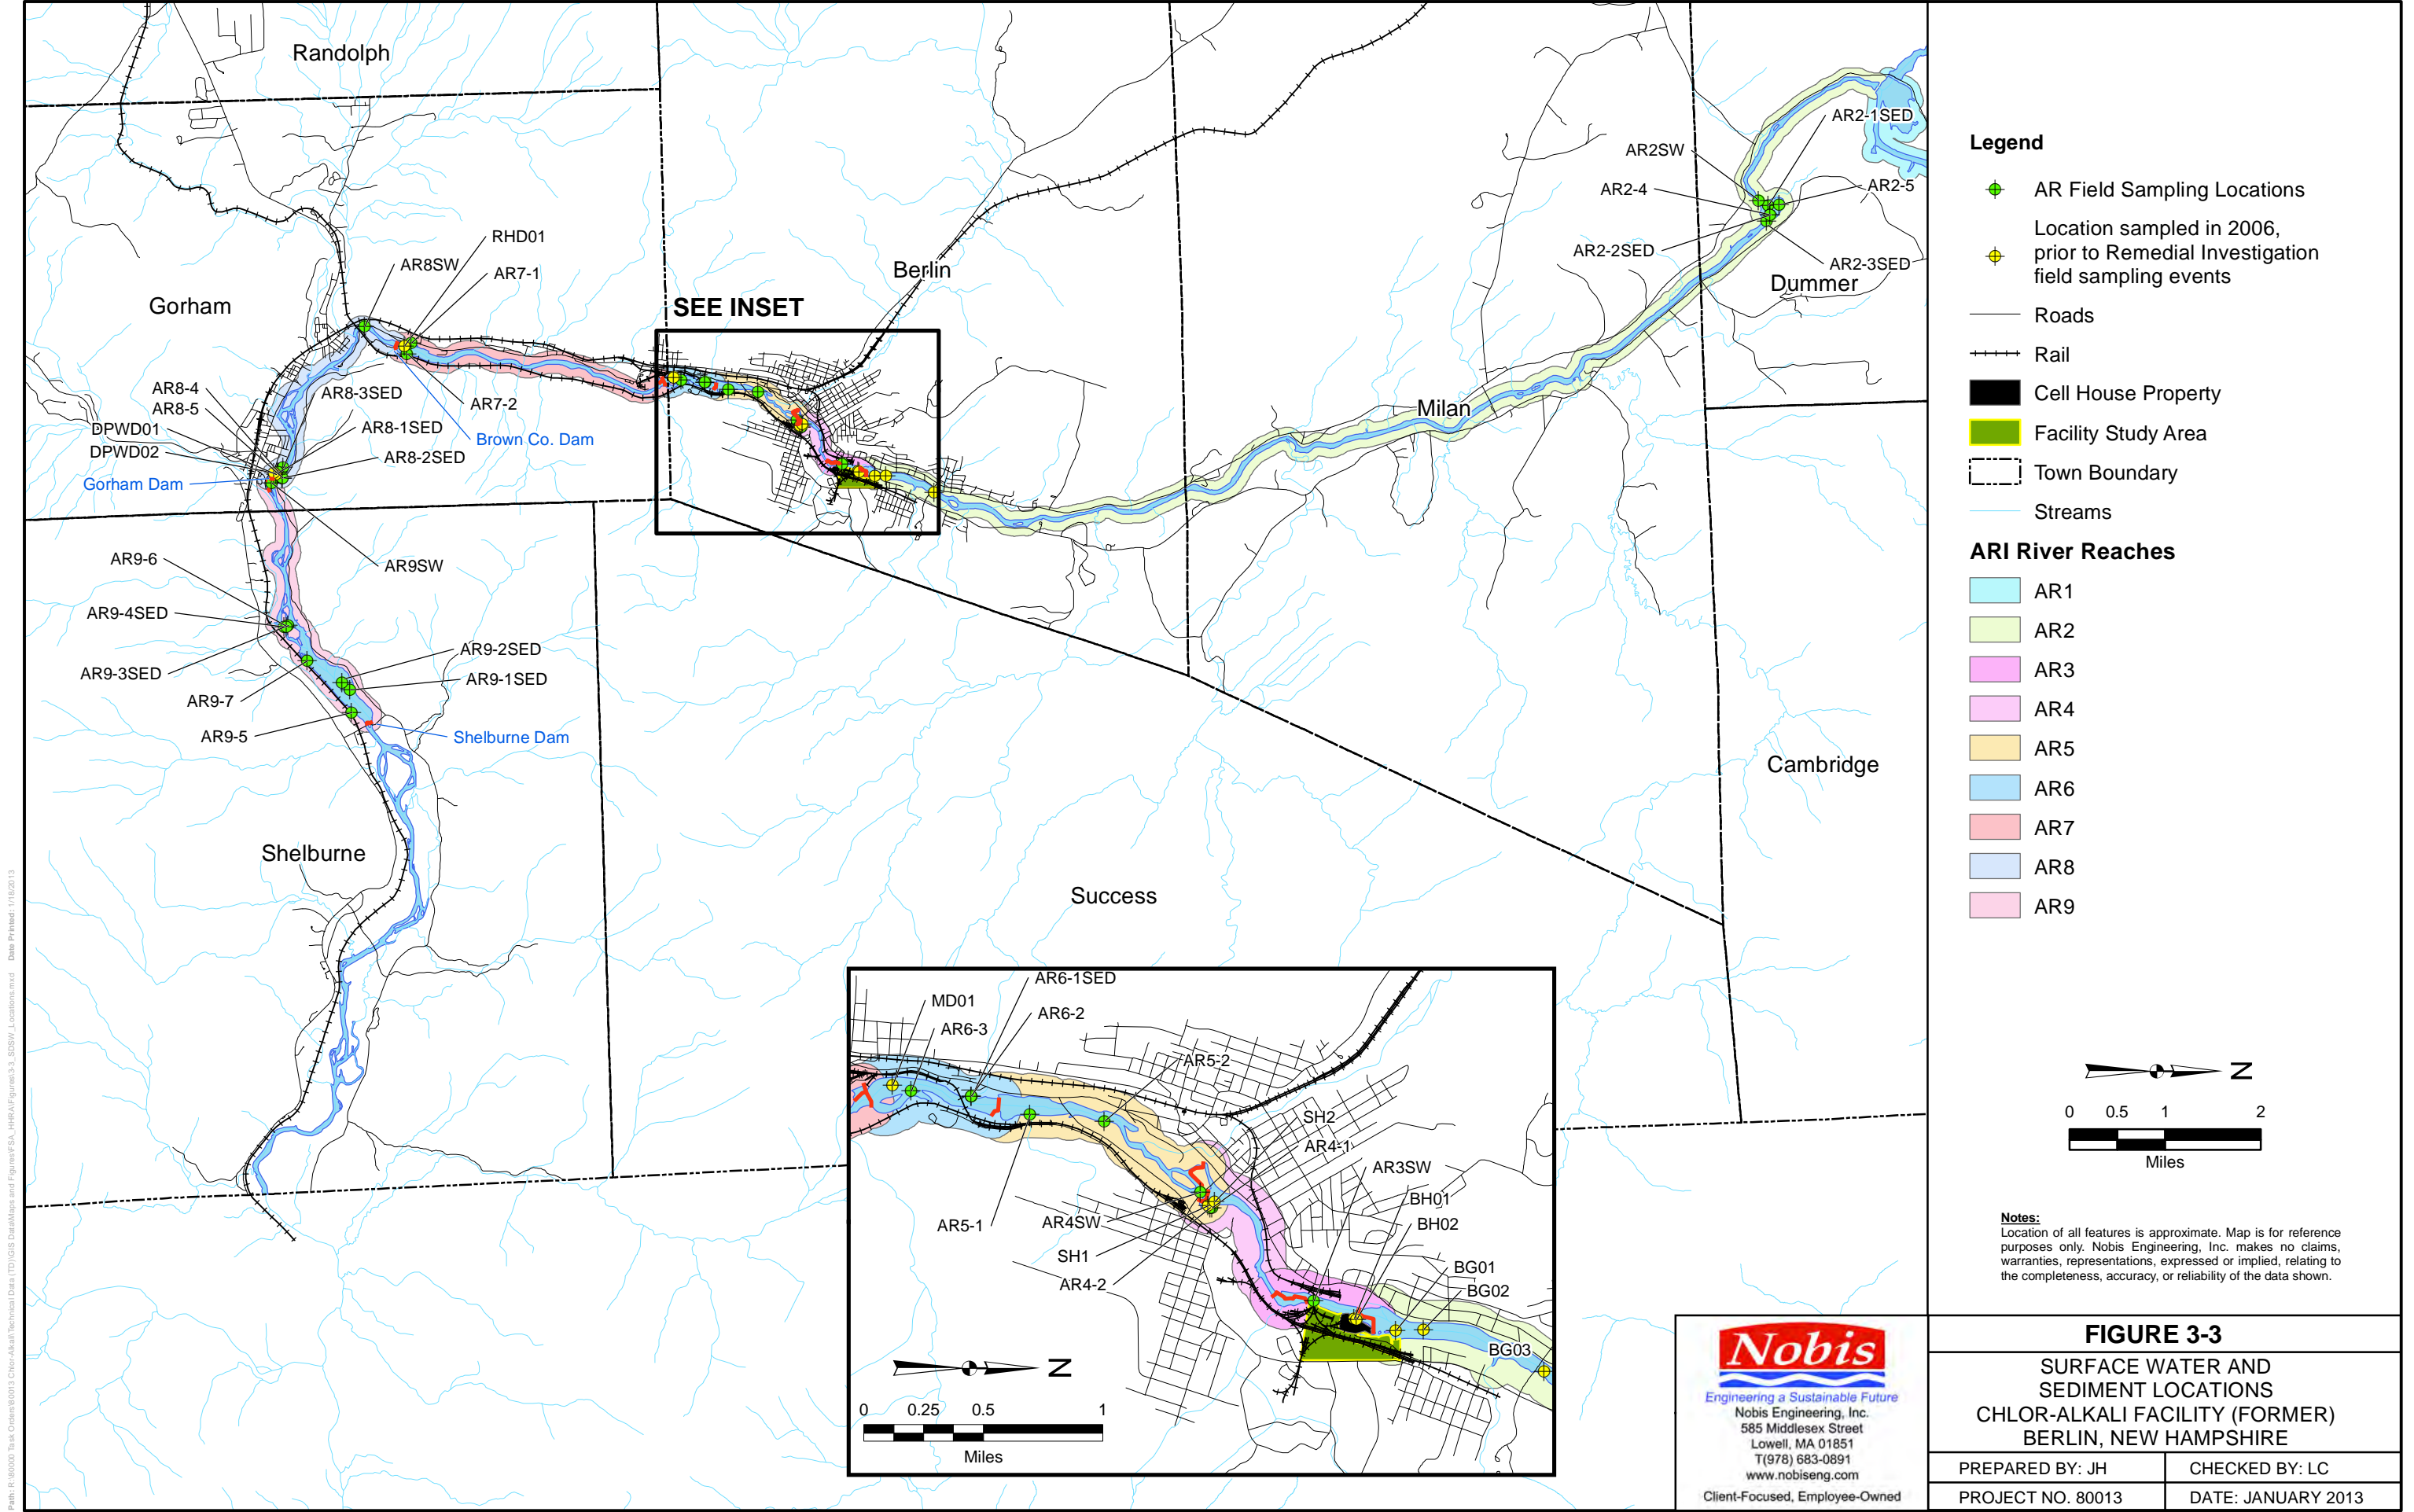 Randolph
Gorham
Berlin
Milan
Dummer
Cambridge
Success
Shelburne
SEE INSET
RHD01
AR8SW
AR7-1
AR8-4
AR8-5
AR8-3SED
AR7-2
DPWD01
DPWD02
AR8-1SED
AR8-2SED
Brown Co. Dam
Gorham Dam
AR9SW
AR9-6
AR9-4SED
AR9-3SED
AR9-7
AR9-5
AR9-2SED
AR9-1SED
Shelburne Dam
AR2-1SED
AR2SW
AR2-4
AR2-5
AR2-2SED
AR2-3SED
AR6-1SED
MD01
AR6-2
AR6-3
AR5-2
SH2
AR4-1
AR3SW
BH01
BH02
AR5-1
AR4SW
SH1
AR4-2
BG01
BG02
BG03
N
0 0.25 0.5 1
Miles
Legend
AR Field Sampling Locations
Location sampled in 2006,
prior to Remedial Investigation
field sampling events
Roads
Rail
Cell House Property
Facility Study Area
Town Boundary
Streams
ARI River Reaches
AR1
AR2
AR3
AR4
AR5
AR6
AR7
AR8
AR9
N
0 0.5 1 2
Miles
Notes:
Location of all features is approximate. Map is for reference
purposes only. Nobis Engineering, Inc. makes no claims,
warranties, representations, expressed or implied, relating to
the completeness, accuracy, or reliability of the data shown.
Nobis
Engineering a Sustainable Future
Nobis Engineering, Inc.
585 Middlesex Street
Lowell, MA 01851
T(978) 683-0891
www.nobiseng.com
Client-Focused, Employee-Owned
FIGURE 3-3
SURFACE WATER AND
SEDIMENT LOCATIONS
CHLOR-ALKALI FACILITY (FORMER)
BERLIN, NEW HAMPSHIRE
PREPARED BY: JH
CHECKED BY: LC
PROJECT NO. 80013
DATE: JANUARY 2013
Date Printed: 1/18/2013